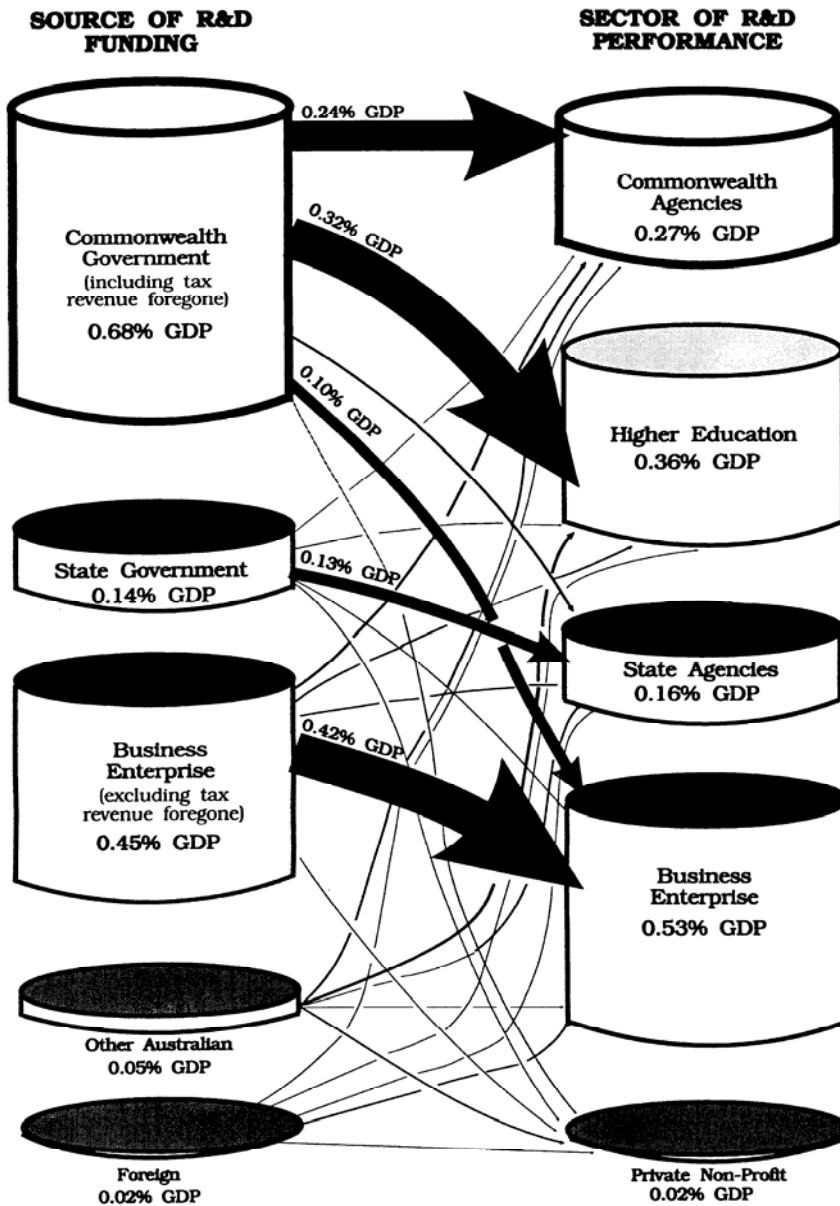 SOURCE OF R&D
FUNDING
SECTOR OF R&D
PERFORMANCE
0.24% GDP
Commonwealth
Agencies
0.27% GDP
0.32% GDP
Commonwealth
Government
(including tax
revenue foregone)
0.68% GDP
0.10% GDP
Higher Education
0.36% GDP
State Government
0.14% GDP
0.13% GDP
State Agencies
0.16% GDP
0.42% GDP
Business
Enterprise
(excluding tax
revenue foregone)
0.45% GDP
Business
Enterprise
0.53% GDP
Other Australian
0.05% GDP
Foreign
0.02% GDP
Private Non-Profit
0.02% GDP